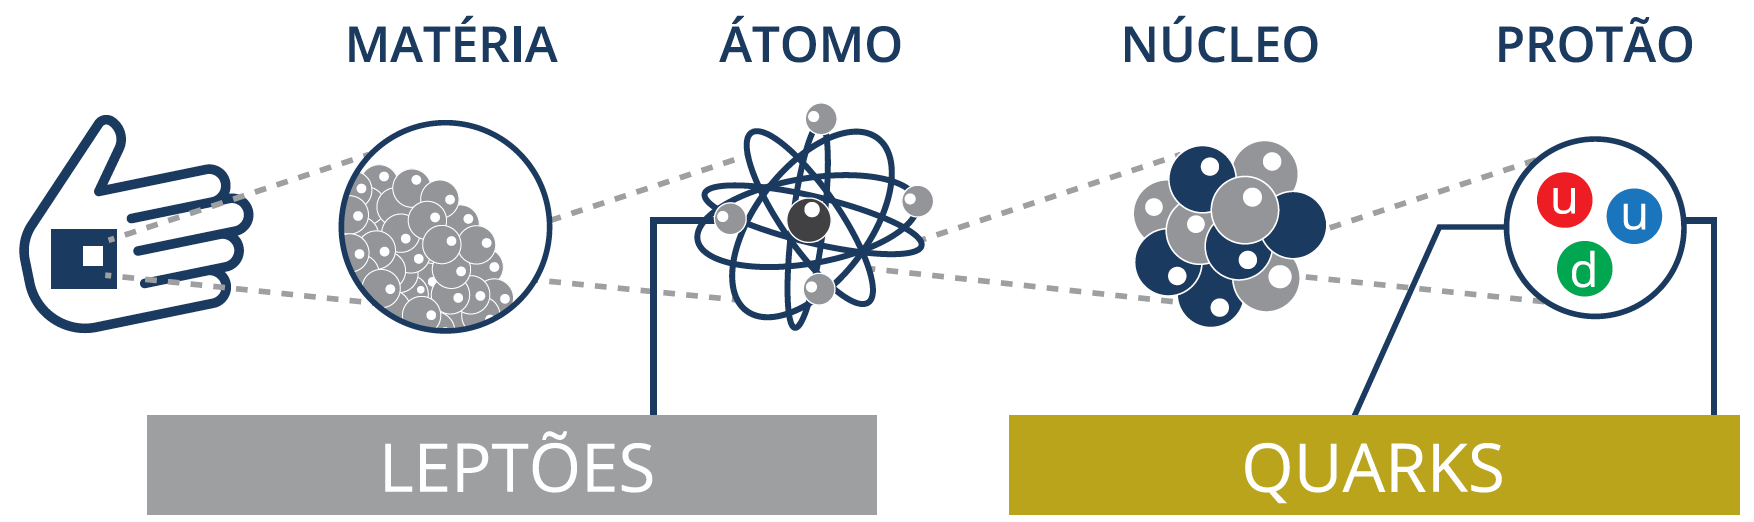 MATÉRIA ÁTOMO NÚCLEO PROTÃO
u u
d
LEPTÕES QUARKS